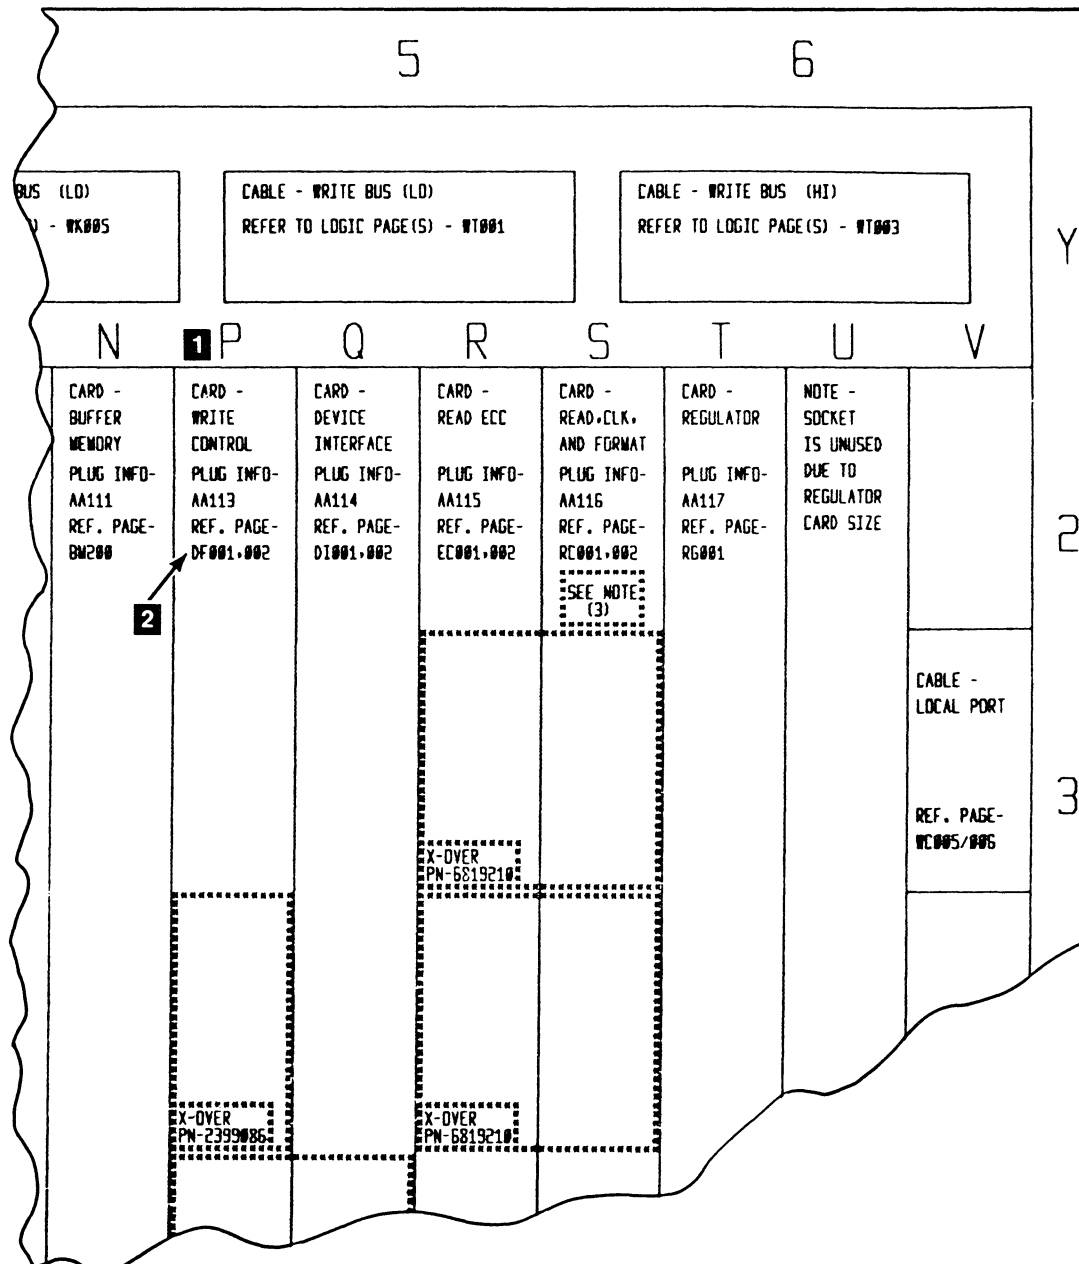 5 6
BUS (LO)
) - WK005
CABLE - WRITE BUS (LO)
REFER TO LOGIC PAGE(S) - WT001
CABLE - WRITE BUS (HI)
REFER TO LOGIC PAGE(S) - WT003
Y
N 1 P Q R S T U V
CARD -
BUFFER
MEMORY
PLUG INFO-
AA111
REF. PAGE-
BM200
CARD -
WRITE
CONTROL
PLUG INFO-
AA113
REF. PAGE-
DF001,002
2
CARD -
DEVICE
INTERFACE
PLUG INFO-
AA114
REF. PAGE-
DI001,002
CARD -
READ ECC
PLUG INFO-
AA115
REF. PAGE-
EC001,002
CARD -
READ,CLK,
AND FORMAT
PLUG INFO-
AA116
REF. PAGE-
RC001,002
SEE NOTE
(3)
CARD -
REGULATOR
PLUG INFO-
AA117
REF. PAGE-
RG001
NOTE -
SOCKET
IS UNUSED
DUE TO
REGULATOR
CARD SIZE
2
CABLE -
LOCAL PORT
REF. PAGE-
WC005/006
3
X-OVER
PN-6819210
X-OVER
PN-2399086
X-OVER
PN-6819210